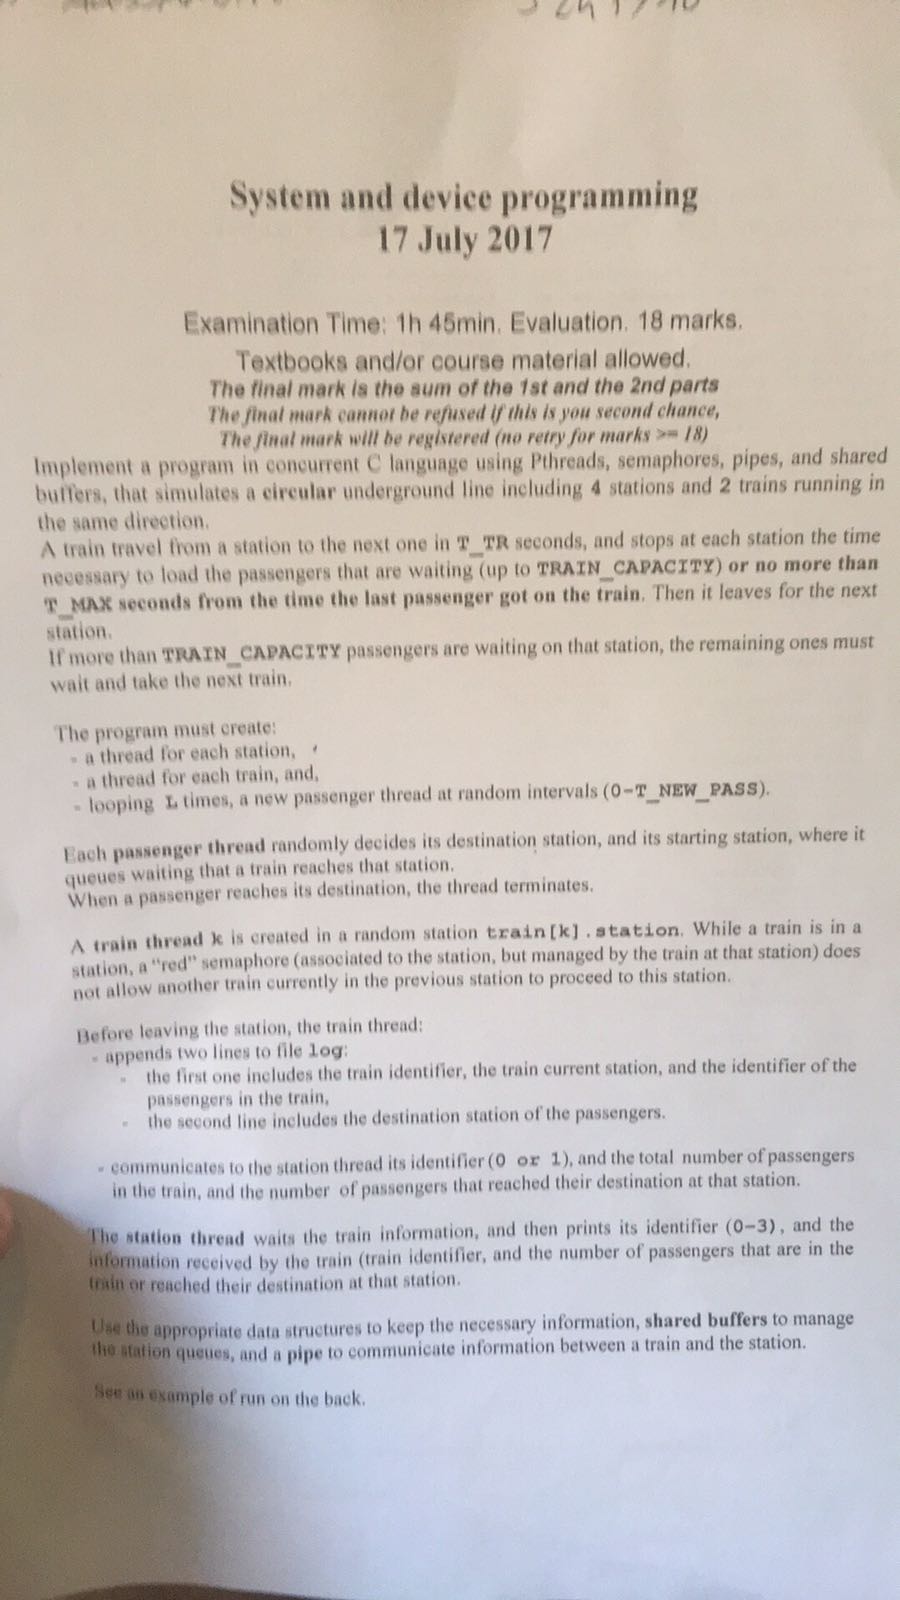 System and device programming
17 July 2017
Examination Time: 1h 45min. Evaluation. 18 marks.
Textbooks and/or course material allowed.
The final mark is the sum of the 1st and the 2nd parts
The final mark cannot be refused if this is you second chance,
The final mark will be registered (no retry for marks >= 18)
Implement a program in concurrent C language using Pthreads, semaphores, pipes, and shared
buffers, that simulates a circular underground line including 4 stations and 2 trains running in
the same direction.
A train travel from a station to the next one in T_TR seconds, and stops at each station the time
necessary to load the passengers that are waiting (up to TRAIN_CAPACITY) or no more than
T_MAX seconds from the time the last passenger got on the train. Then it leaves for the next
station.
If more than TRAIN_CAPACITY passengers are waiting on that station, the remaining ones must
wait and take the next train.
The program must create:
- a thread for each station,
- a thread for each train, and,
- looping L times, a new passenger thread at random intervals (0-T_NEW_PASS).
Each passenger thread randomly decides its destination station, and its starting station, where it
queues waiting that a train reaches that station.
When a passenger reaches its destination, the thread terminates.
A train thread k is created in a random station train[k].station. While a train is in a
station, a "red" semaphore (associated to the station, but managed by the train at that station) does
not allow another train currently in the previous station to proceed to this station.
Before leaving the station, the train thread:
- appends two lines to file log:
- the first one includes the train identifier, the train current station, and the identifier of the
passengers in the train,
- the second line includes the destination station of the passengers.
- communicates to the station thread its identifier (0 or 1), and the total number of passengers
in the train, and the number of passengers that reached their destination at that station.
The station thread waits the train information, and then prints its identifier (0-3), and the
information received by the train (train identifier, and the number of passengers that are in the
train or reached their destination at that station.
Use the appropriate data structures to keep the necessary information, shared buffers to manage
the station queues, and a pipe to communicate information between a train and the station.
See an example of run on the back.